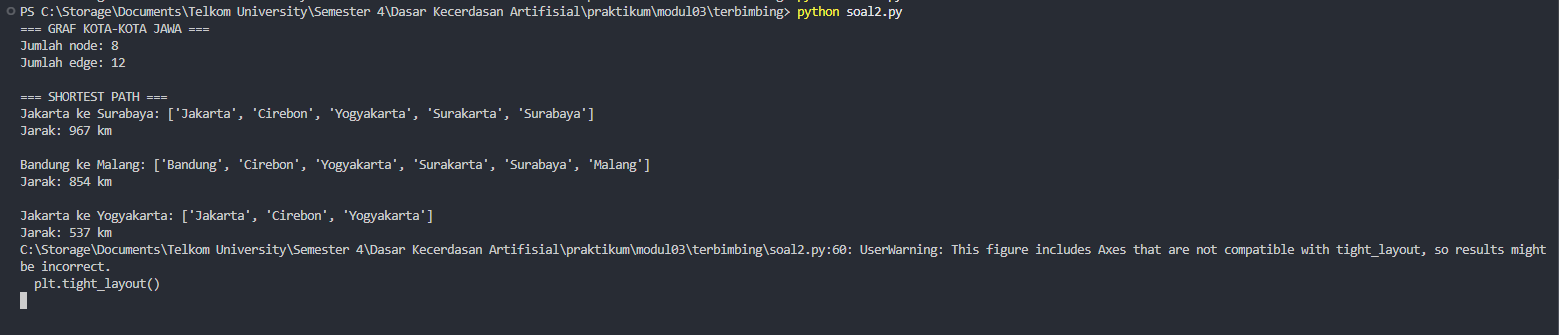 PS C:\Storage\Documents\Telkom University\Semester 4\Dasar Kecerdasan Artifisial\praktikum\modul03\terbimbing> python soal2.py
=== GRAF KOTA-KOTA JAWA ===
Jumlah node: 8
Jumlah edge: 12
=== SHORTEST PATH ===
Jakarta ke Surabaya: ['Jakarta', 'Cirebon', 'Yogyakarta', 'Surakarta', 'Surabaya']
Jarak: 967 km
Bandung ke Malang: ['Bandung', 'Cirebon', 'Yogyakarta', 'Surakarta', 'Surabaya', 'Malang']
Jarak: 854 km
Jakarta ke Yogyakarta: ['Jakarta', 'Cirebon', 'Yogyakarta']
Jarak: 537 km
C:\Storage\Documents\Telkom University\Semester 4\Dasar Kecerdasan Artifisial\praktikum\modul03\terbimbing\soal2.py:60: UserWarning: This figure includes Axes that are not compatible with tight_layout, so results might
be incorrect.
plt.tight_layout()